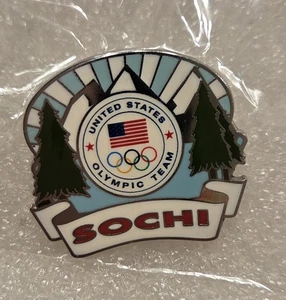 UNITED STATES
OLYMPIC TEAM
SOCHI